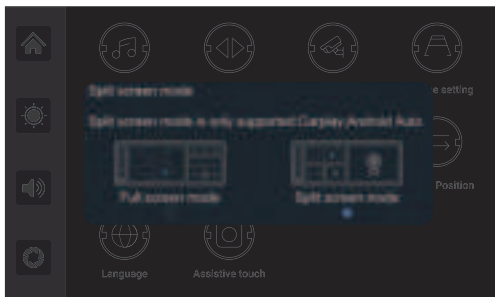 Split screen mode
e setting
Split screen mode is only supported Carplay/Android Auto
Position
Full screen mode
Split screen mode
Language
Assistive touch